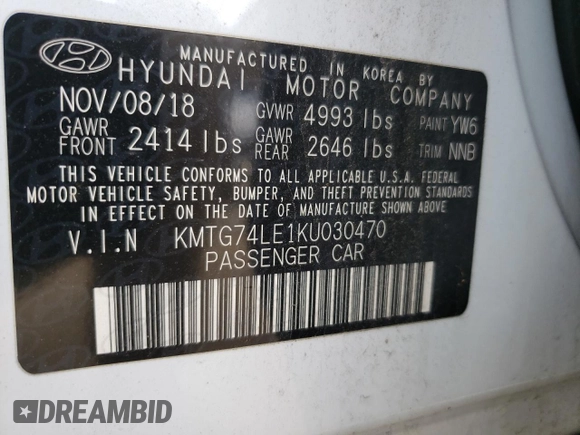 MANUFACTURED IN KOREA BY
HYUNDAI MOTOR COMPANY
NOV/08/18 GVWR 4993 lbs PAINT YW6
GAWR FRONT 2414 lbs GAWR REAR 2646 lbs TRIM NNB
THIS VEHICLE CONFORMS TO ALL APPLICABLE U.S.A. FEDERAL
MOTOR VEHICLE SAFETY, BUMPER, AND THEFT PREVENTION STANDARDS
IN EFFECT ON THE DATE OF MANUFACTURE SHOWN ABOVE.
V.I.N KMTG74LE1KU030470
PASSENGER CAR
DREAMBID